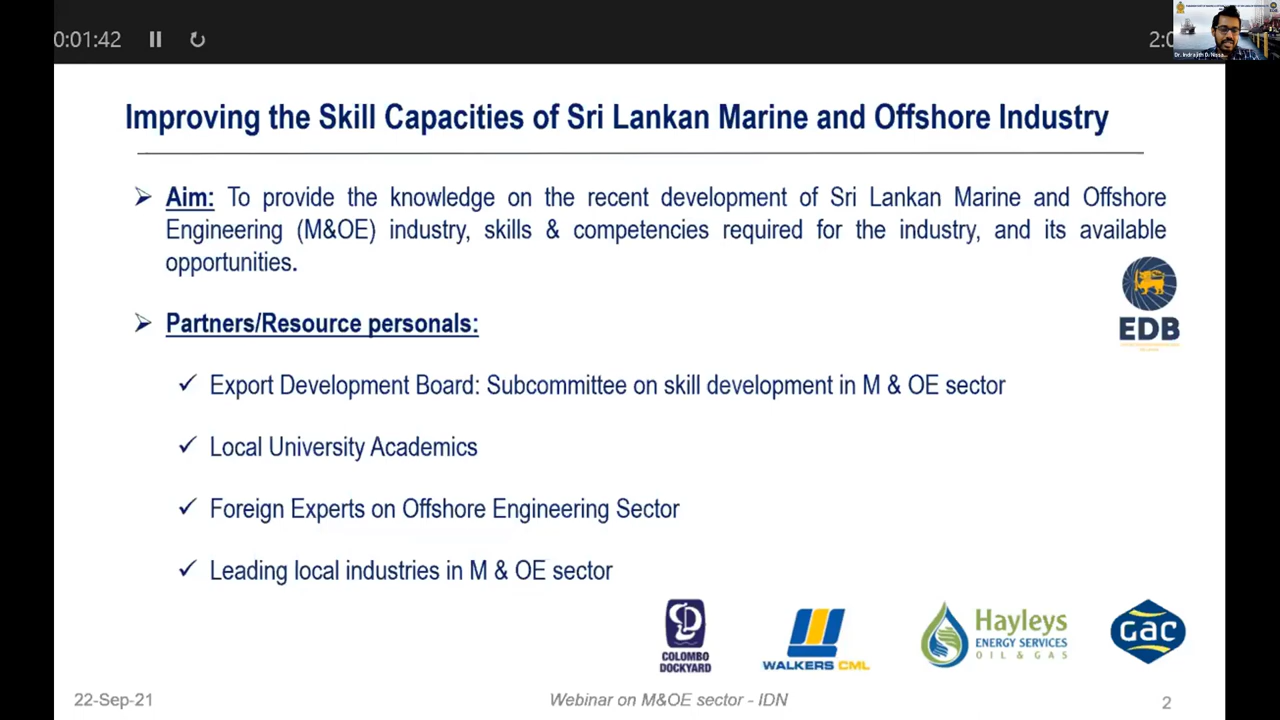 0:01:42
Improving the Skill Capacities of Sri Lankan Marine and Offshore Industry
Aim: To provide the knowledge on the recent development of Sri Lankan Marine and Offshore
Engineering (M&OE) industry, skills & competencies required for the industry, and its available
opportunities.
EDB
Partners/Resource personals:
Export Development Board: Subcommittee on skill development in M & OE sector
Local University Academics
Foreign Experts on Offshore Engineering Sector
Leading local industries in M & OE sector
COLOMBO
DOCKYARD
WALKERS CML
Hayleys
ENERGY SERVICES
OIL & GAS
GAC
22-Sep-21
Webinar on M&OE sector - IDN
2